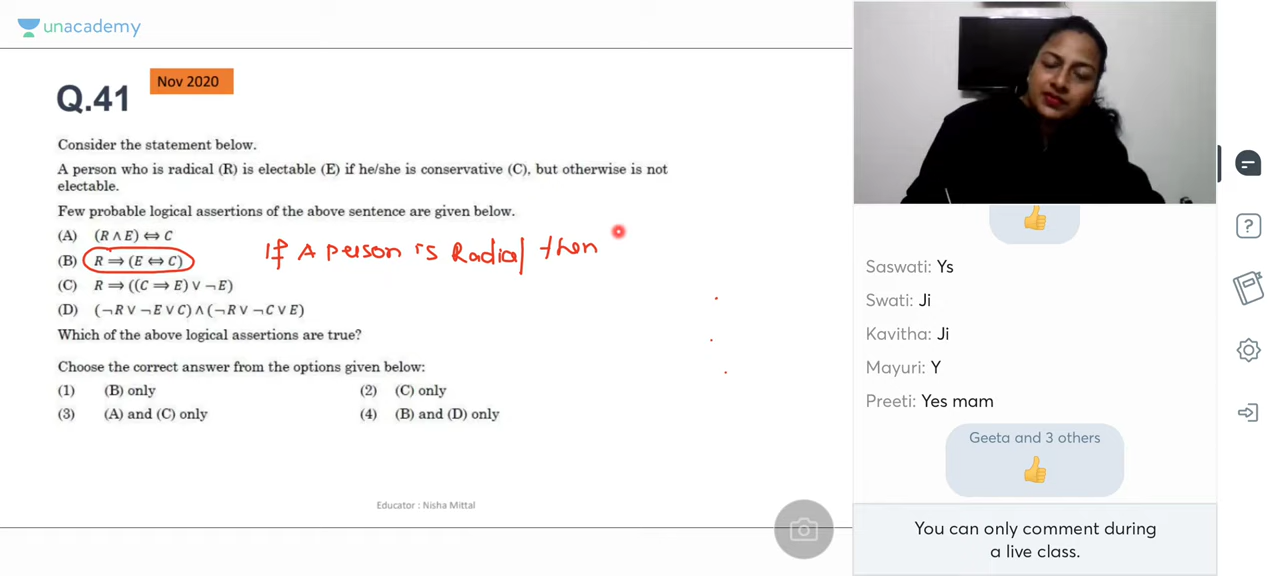 unacademy
Nov 2020
Q.41
Consider the statement below.
A person who is radical (R) is electable (E) if he/she is conservative (C), but otherwise is not
electable.
Few probable logical assertions of the above sentence are given below.
(A) (R ∧ E) ⟺ C
(B) R ⟹ (E ⟺ C)
If A person is Radical then
(C) R ⟹ ((C ⟹ E) ∨ ¬E)
(D) (¬R ∨ ¬E ∨ C) ∧ (¬R ∨ ¬C ∨ E)
Which of the above logical assertions are true?
Choose the correct answer from the options given below:
(1) (B) only (2) (C) only
(3) (A) and (C) only (4) (B) and (D) only
Educator : Nisha Mittal
Saswati: Ys
Swati: Ji
Kavitha: Ji
Mayuri: Y
Preeti: Yes mam
Geeta and 3 others
You can only comment during
a live class.